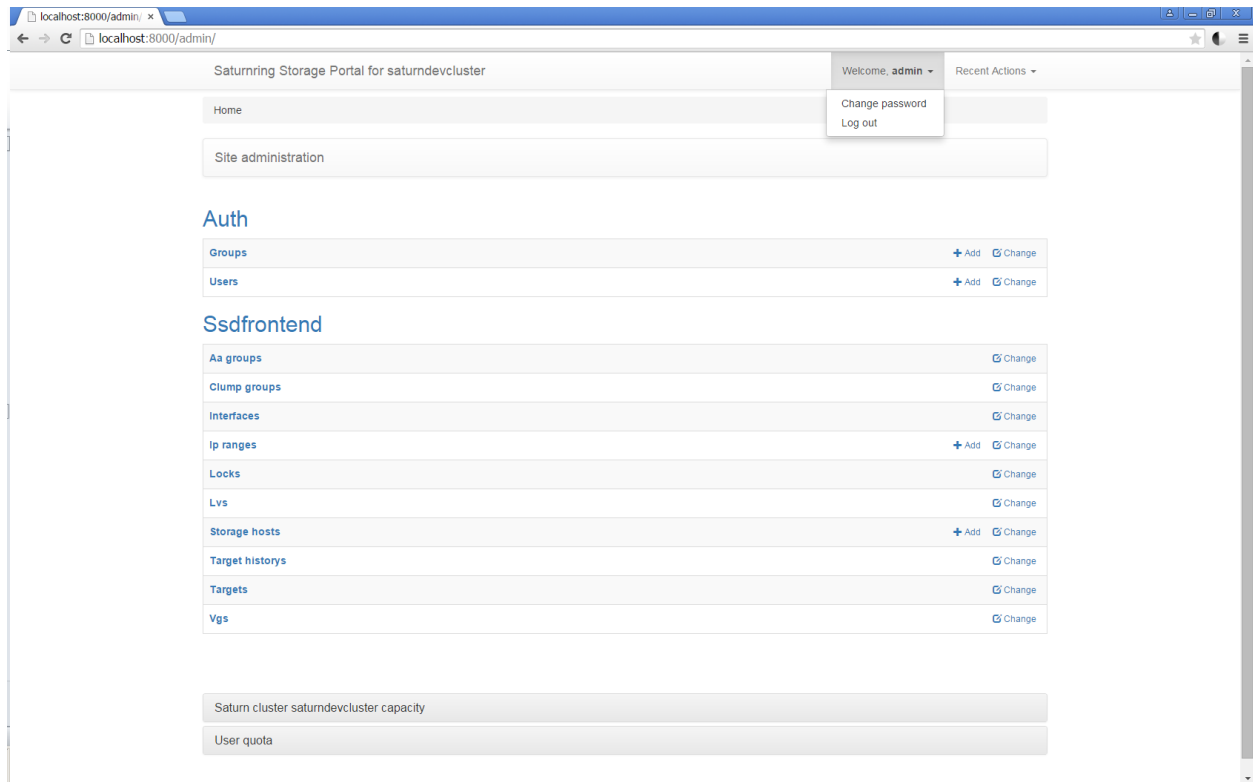 localhost:8000/admin/ ×
localhost:8000/admin/
Saturnring Storage Portal for saturndevcluster
Welcome, admin
Recent Actions
Change password
Log out
Home
Site administration
Auth
Groups Add Change
Users Add Change
Ssdfrontend
Aa groups Change
Clump groups Change
Interfaces Change
Ip ranges Add Change
Locks Change
Lvs Change
Storage hosts Add Change
Target historys Change
Targets Change
Vgs Change
Saturn cluster saturndevcluster capacity
User quota